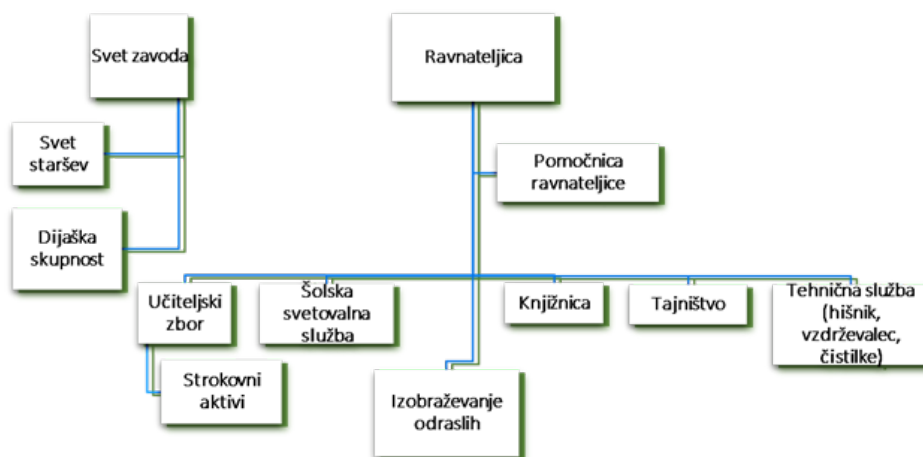 Svet zavoda
Ravnateljica
Svet
staršev
Pomočnica
ravnateljice
Dijaška
skupnost
Učiteljski
zbor
Šolska
svetovalna
služba
Knjižnica
Tajništvo
Tehnična služba
(hišnik,
vzdrževalec,
čistilke)
Strokovni
aktivi
Izobraževanje
odraslih